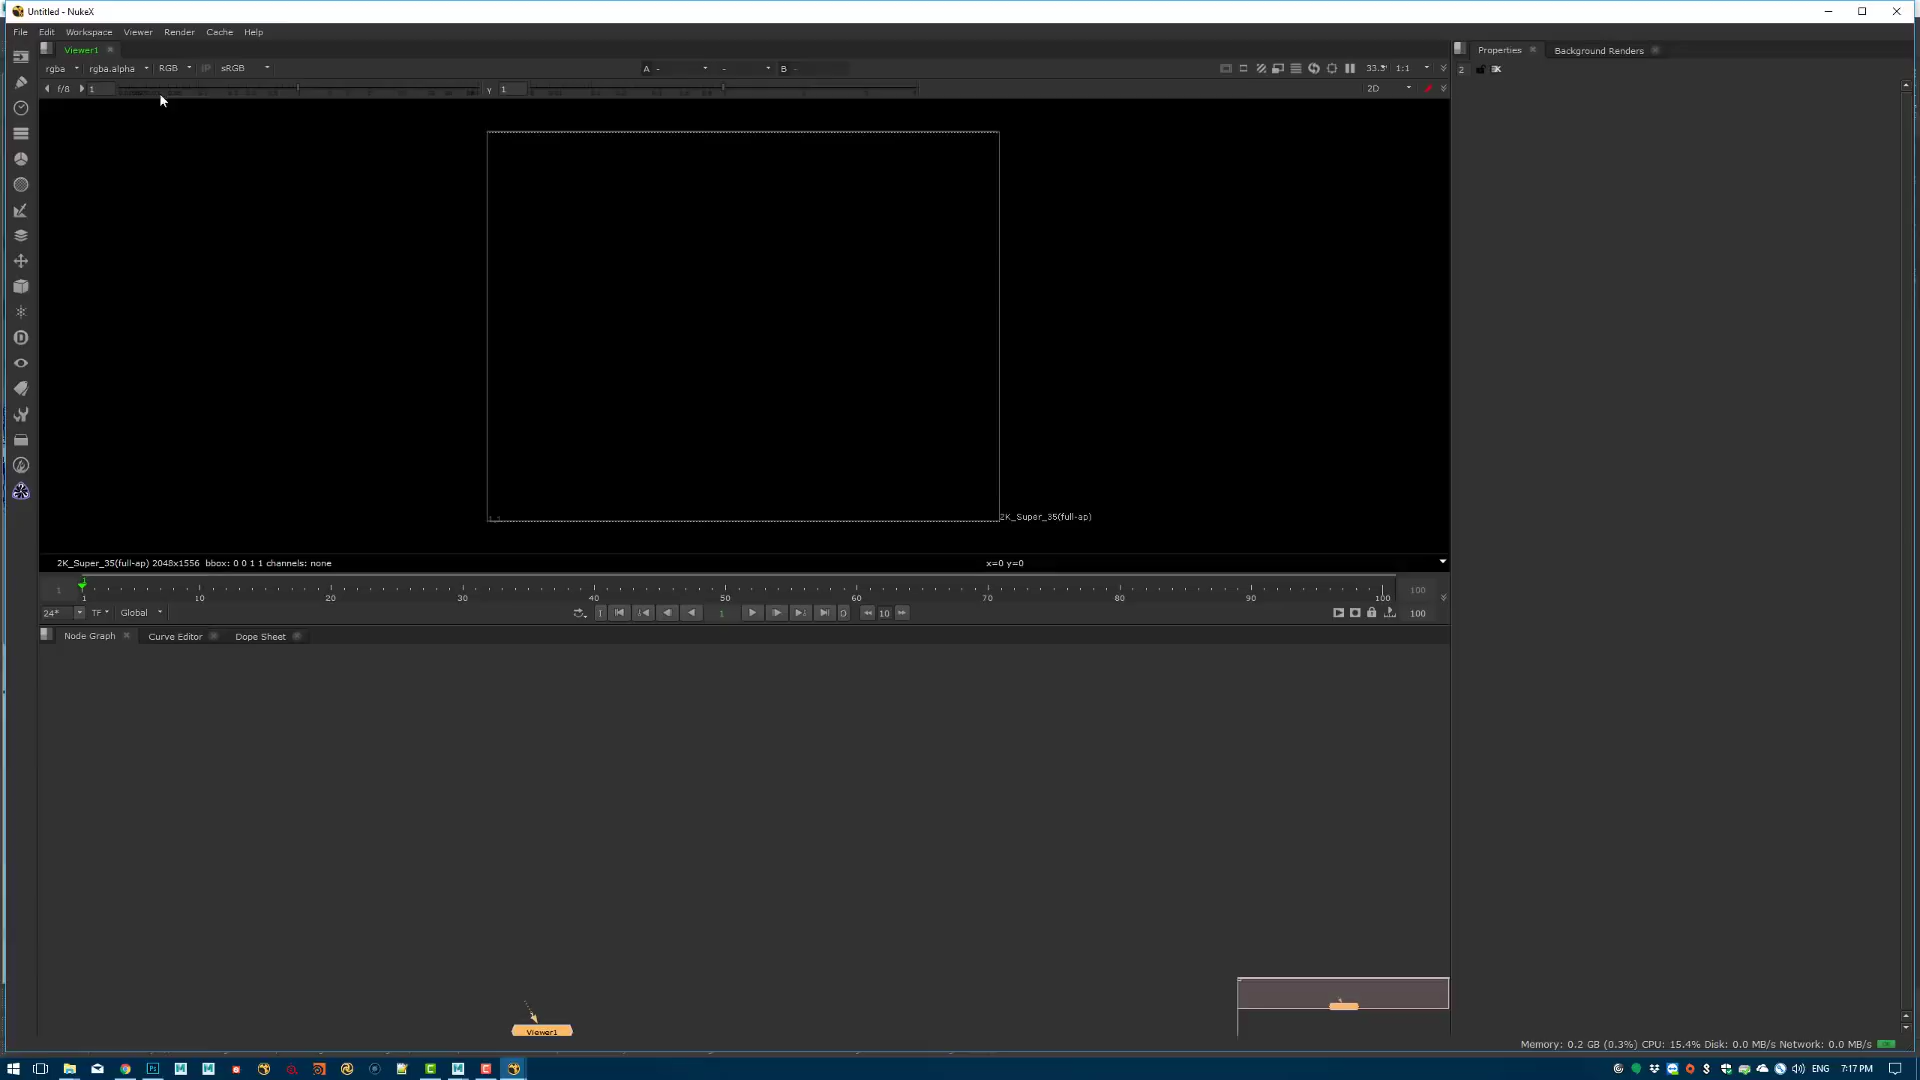 Untitled - NukeX
File Edit Workspace Viewer Render Cache Help
Viewer1
Properties Background Renders
rgba rgba.alpha RGB IP sRGB A - - B - 1:1
2
f/8 1 γ 1 2D
2K_Super_35(full-ap)
2K_Super_35(full-ap) 2048x1556 bbox: 0 0 1 1 channels: none x=0 y=0
1 1 100
1 10 20 30 40 50 60 70 80 90 100
24* TF Global 1 10 100
Node Graph Curve Editor Dope Sheet
Viewer1
Memory: 0.2 GB (0.3%) CPU: 15.4% Disk: 0.0 MB/s Network: 0.0 MB/s
ENG 7:17 PM